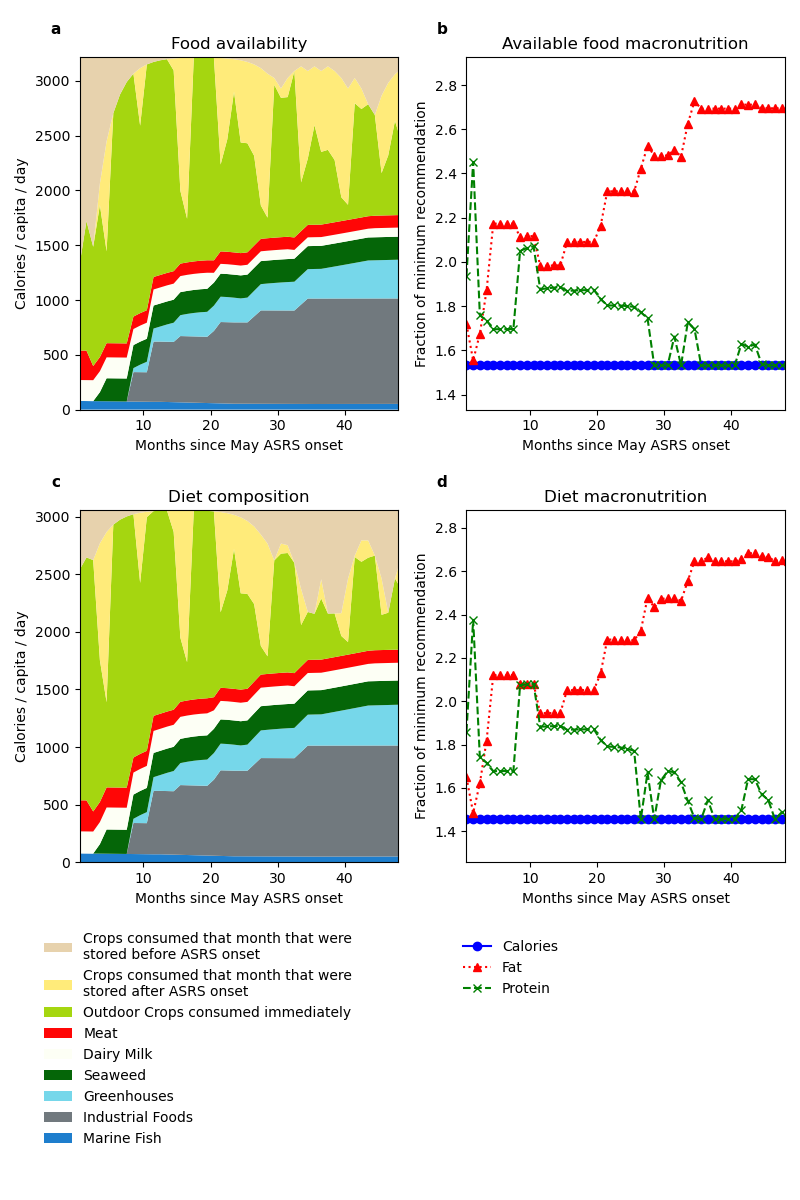 a
Food availability
Calories / capita / day
3000
2500
2000
1500
1000
500
0
10
20
30
40
Months since May ASRS onset
b
Available food macronutrition
Fraction of minimum recommendation
2.8
2.6
2.4
2.2
2.0
1.8
1.6
1.4
10
20
30
40
Months since May ASRS onset
c
Diet composition
Calories / capita / day
3000
2500
2000
1500
1000
500
0
10
20
30
40
Months since May ASRS onset
d
Diet macronutrition
Fraction of minimum recommendation
2.8
2.6
2.4
2.2
2.0
1.8
1.6
1.4
10
20
30
40
Months since May ASRS onset
Crops consumed that month that were
stored before ASRS onset
Crops consumed that month that were
stored after ASRS onset
Outdoor Crops consumed immediately
Meat
Dairy Milk
Seaweed
Greenhouses
Industrial Foods
Marine Fish
Calories
Fat
Protein